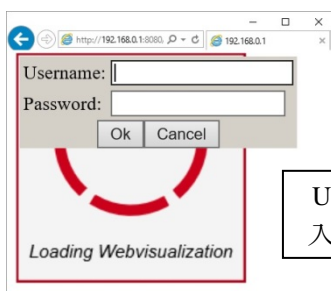 http://192.168.0.1:8080,
192.168.0.1
Username:
Password:
Ok Cancel
U
入
Loading Webvisualization